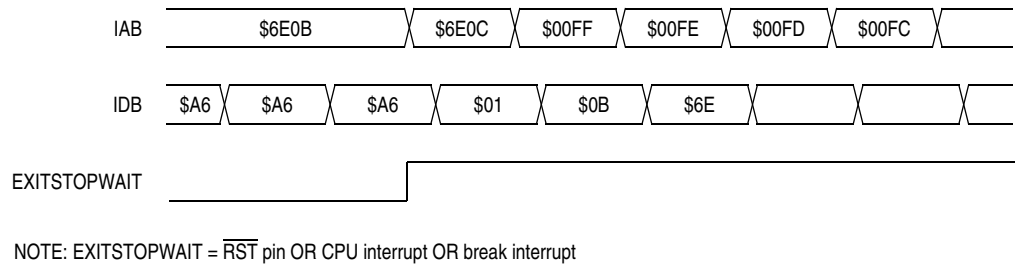 IAB $6E0B $6E0C $00FF $00FE $00FD $00FC
IDB $A6 $A6 $A6 $01 $0B $6E
EXITSTOPWAIT
NOTE: EXITSTOPWAIT = RST pin OR CPU interrupt OR break interrupt